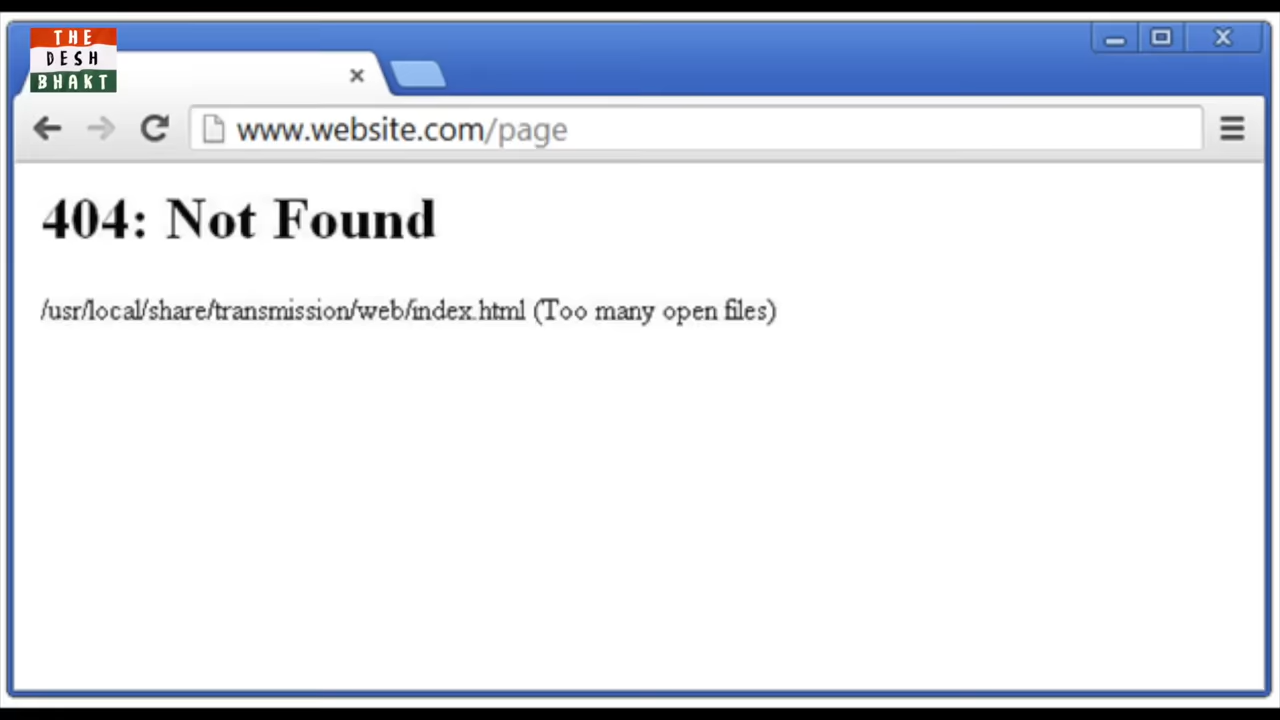 THE
DESH
BHAKT
www.website.com/page
404: Not Found
/usr/local/share/transmission/web/index.html (Too many open files)